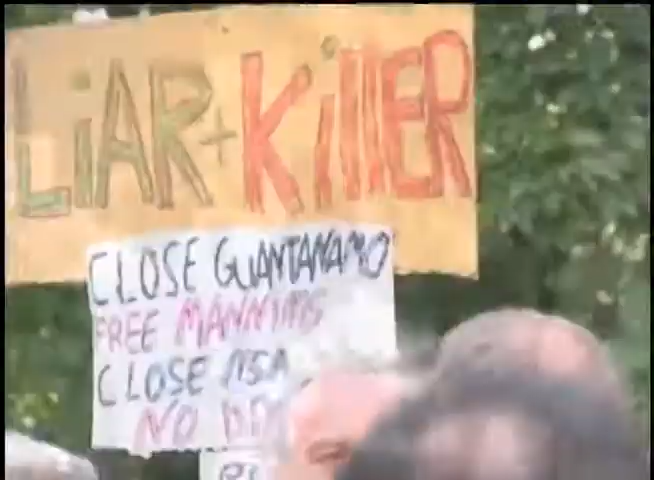 LiAR + KillER
CLOSE GUANTANAMO
FREE MANNING
CLOSE NSA
NO